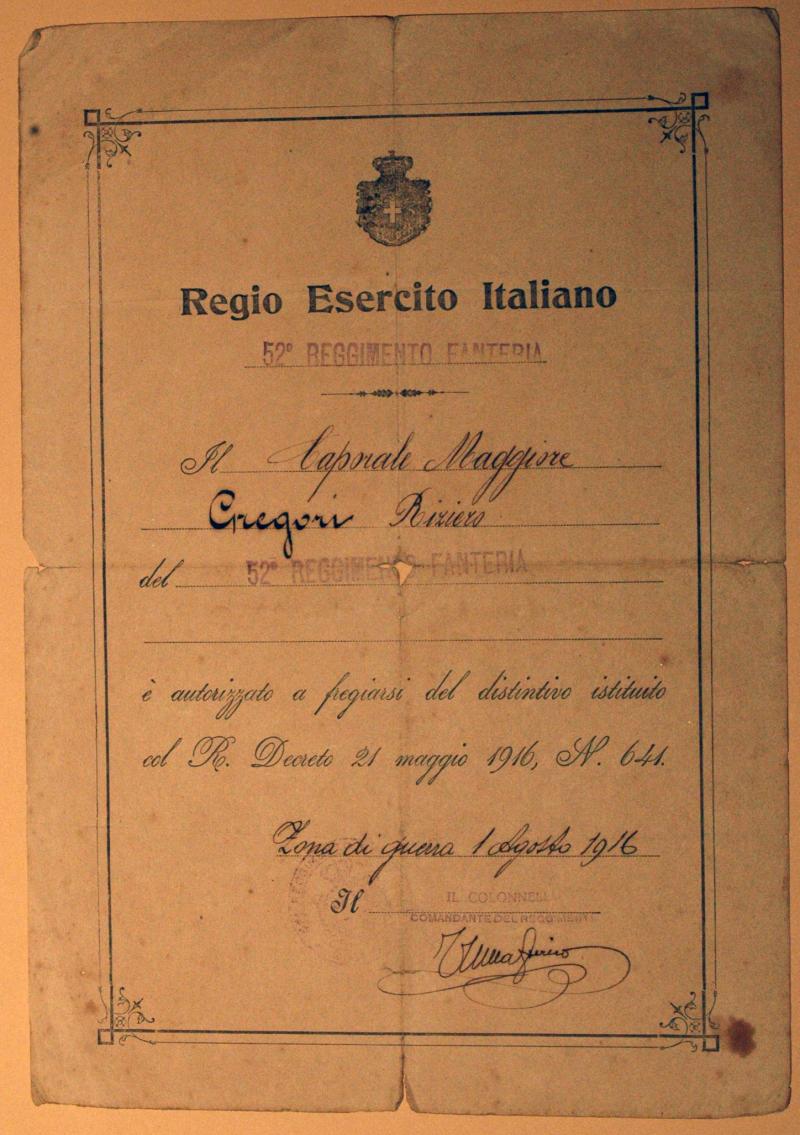 Regio Esercito Italiano
52° REGGIMENTO FANTERIA
Il Caporale Maggiore
Gregori Riziero
del 52° REGGIMENTO FANTERIA
è autorizzato a fregiarsi del distintivo istituito
col R. Decreto 21 maggio 1916, N. 641.
Zona di guerra 1 Agosto 1916
Il IL COLONNELLO
COMANDANTE DEL REGGIMENTO